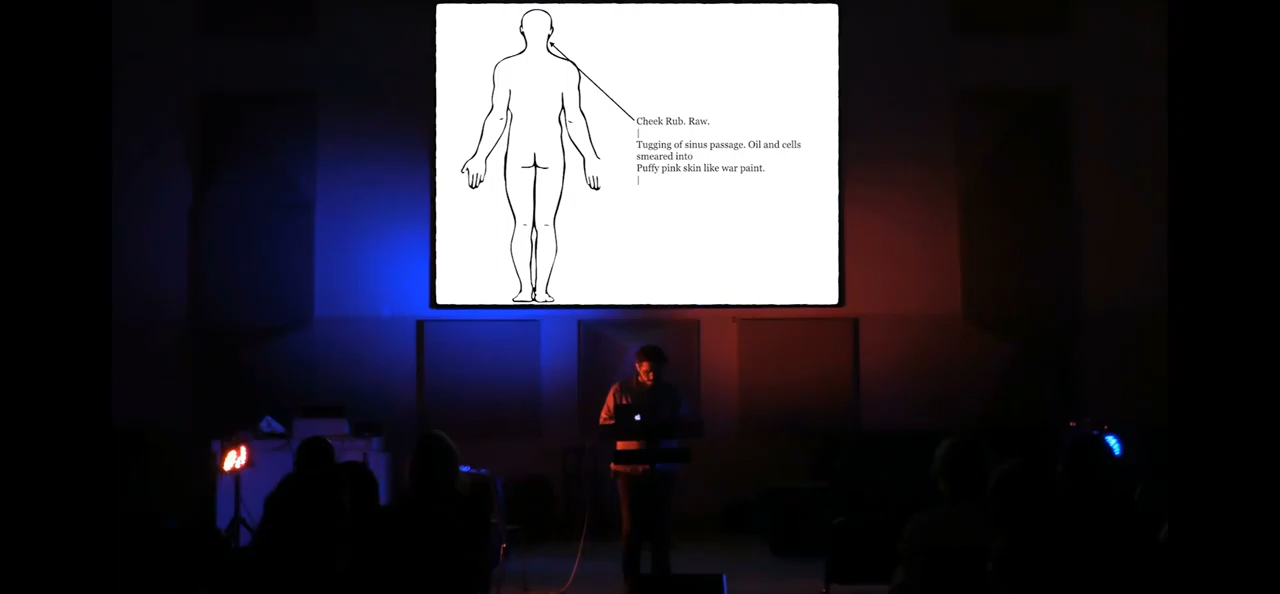 Cheek Rub. Raw.
|
Tugging of sinus passage. Oil and cells
smeared into
Puffy pink skin like war paint.
|